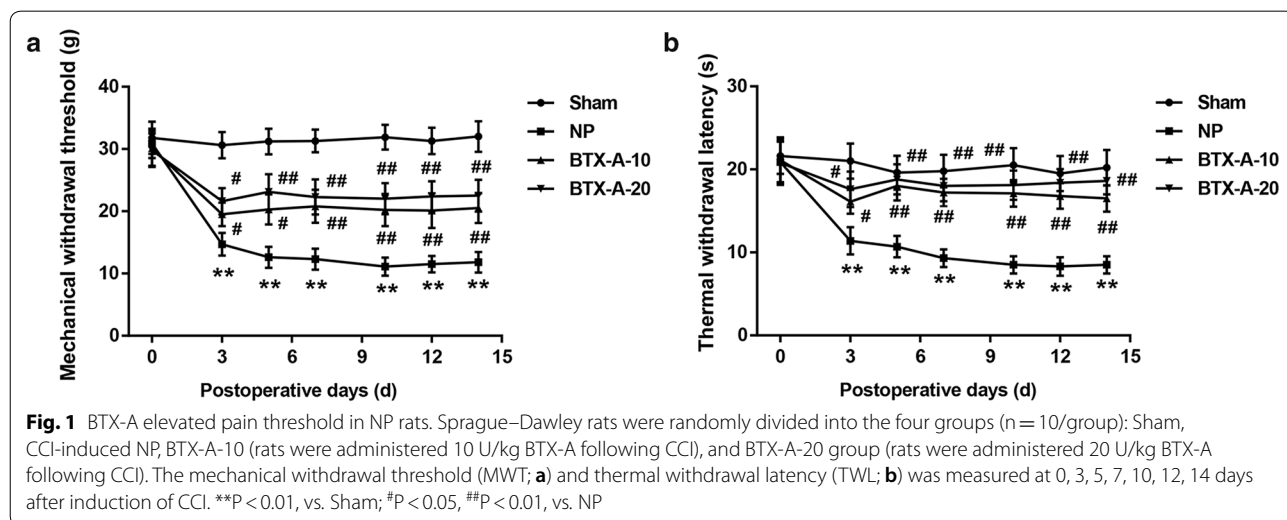 a
Mechanical withdrawal threshold (g)
40
30
20
10
0
0 3 6 9 12 15
Postoperative days (d)
Sham
NP
BTX-A-10
BTX-A-20
# ## ## ## ## ##
# # ## ## ## ##
** ** ** ** ** **
b
Thermal withdrawal latency (s)
30
20
10
0
0 3 6 9 12 15
Postoperative days (d)
Sham
NP
BTX-A-10
BTX-A-20
# ## ## ## ## ##
# ## ## ## ## ##
** ** ** ** ** **
Fig. 1 BTX-A elevated pain threshold in NP rats. Sprague–Dawley rats were randomly divided into the four groups (n = 10/group): Sham,
CCI-induced NP, BTX-A-10 (rats were administered 10 U/kg BTX-A following CCI), and BTX-A-20 group (rats were administered 20 U/kg BTX-A
following CCI). The mechanical withdrawal threshold (MWT; a) and thermal withdrawal latency (TWL; b) was measured at 0, 3, 5, 7, 10, 12, 14 days
after induction of CCI. **P < 0.01, vs. Sham; #P < 0.05, ##P < 0.01, vs. NP